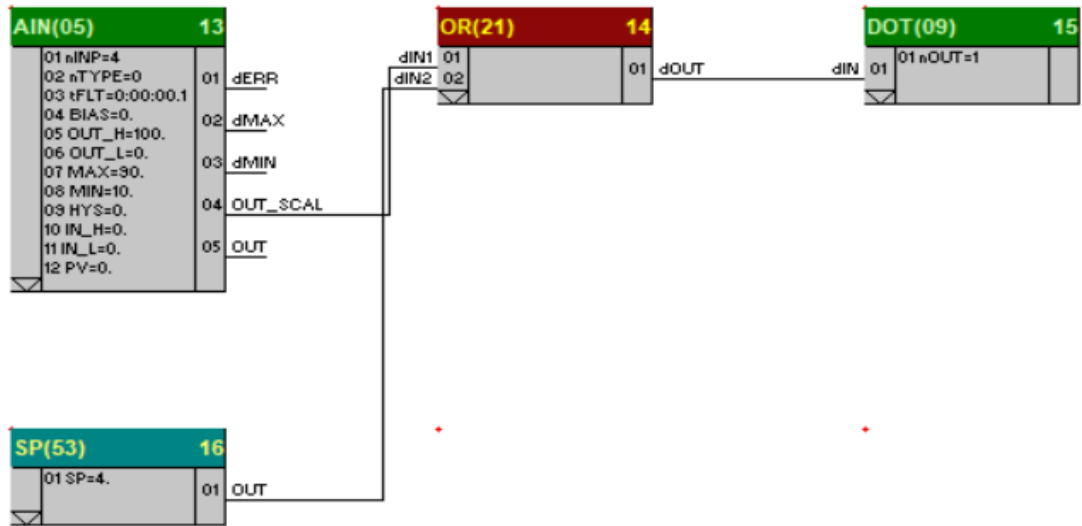 AIN(05) 13
01 nINP=4
02 nTYPE=0
03 tFLT=0:00:00.1
04 BIAS=0.
05 OUT_H=100.
06 OUT_L=0.
07 MAX=90.
08 MIN=10.
09 HYS=0.
10 IN_H=0.
11 IN_L=0.
12 PV=0.
01 dERR
02 dMAX
03 dMIN
04 OUT_SCAL
05 OUT
OR(21) 14
dIN1 01
dIN2 02
01 dOUT
DOT(09) 15
dIN 01
01 nOUT=1
SP(53) 16
01 SP=4.
01 OUT